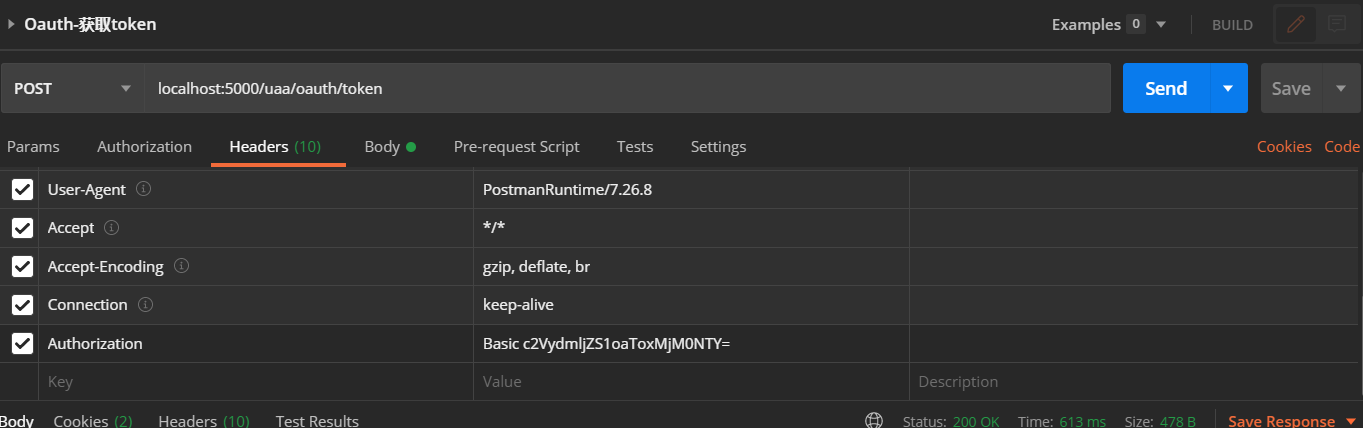 Oauth-获取token Examples 0 BUILD
POST localhost:5000/uaa/oauth/token Send Save
Params Authorization Headers (10) Body Pre-request Script Tests Settings Cookies Code
User-Agent PostmanRuntime/7.26.8
Accept */*
Accept-Encoding gzip, deflate, br
Connection keep-alive
Authorization Basic c2VydmljZS1oaToxMjM0NTY=
Key Value Description
Body Cookies (2) Headers (10) Test Results Status: 200 OK Time: 613 ms Size: 478 B Save Response